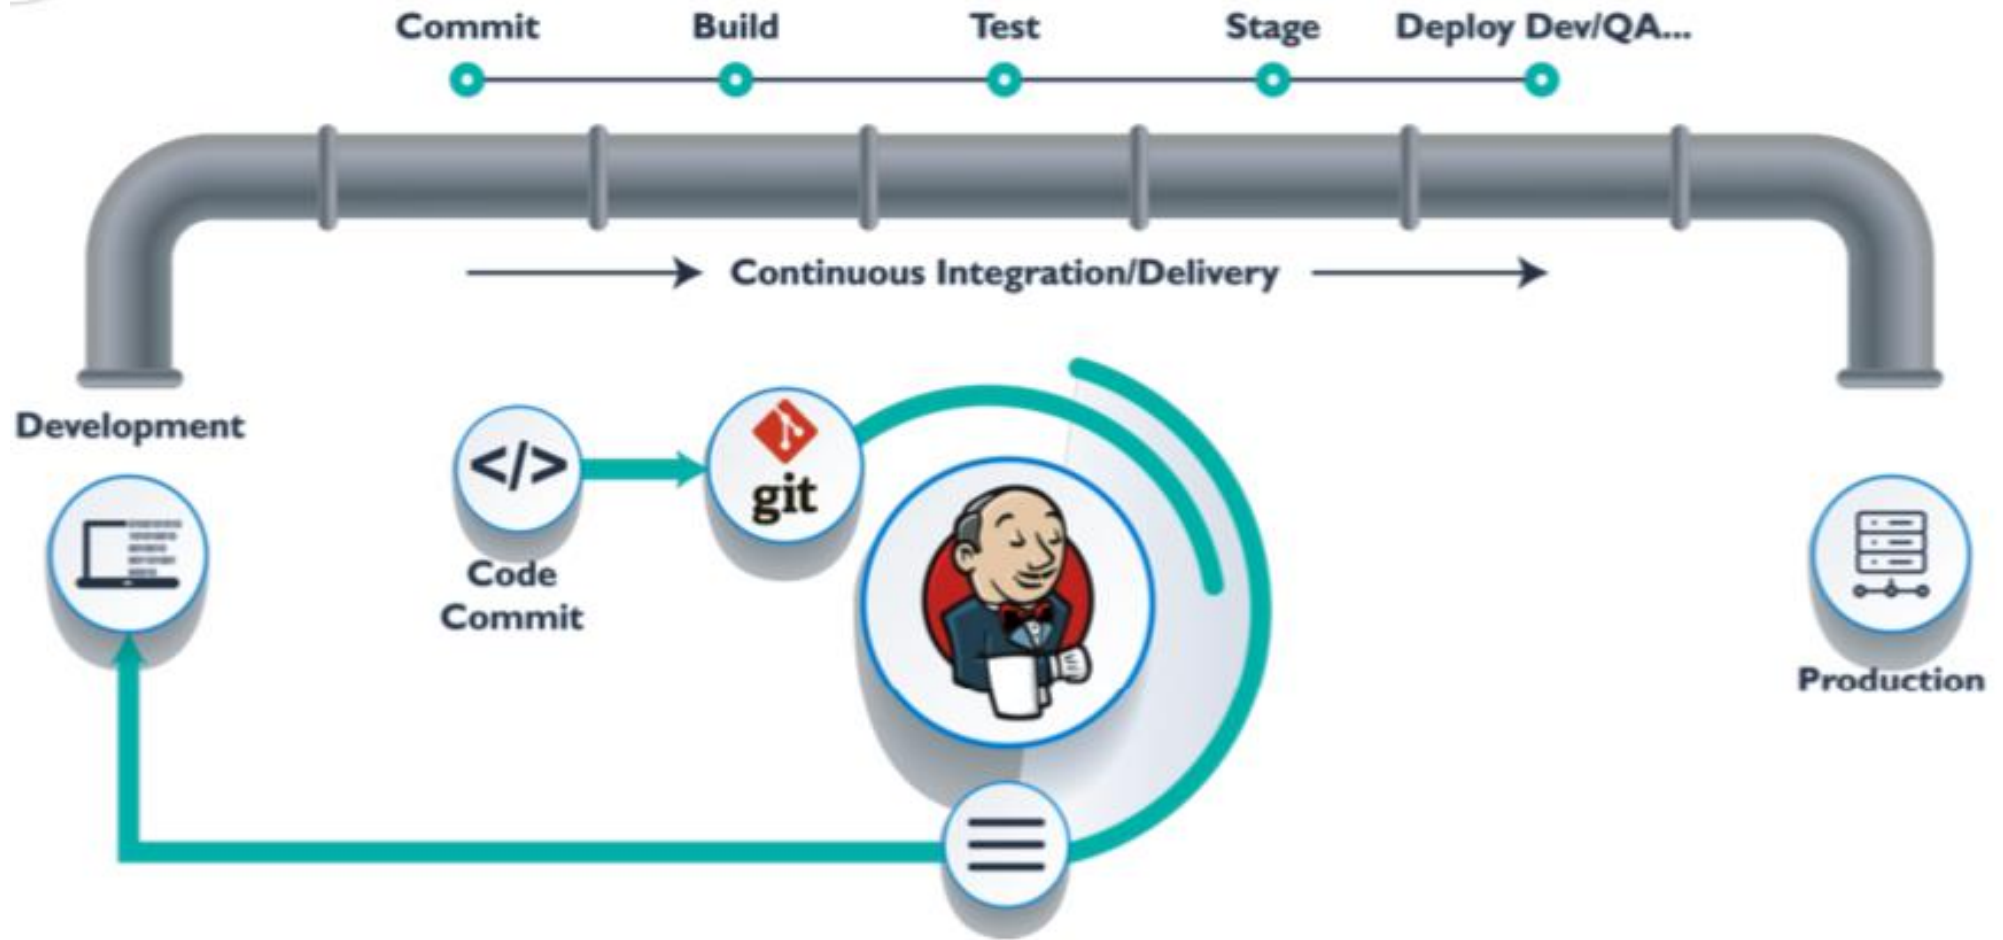 Commit
Build
Test
Stage
Deploy Dev/QA...
Continuous Integration/Delivery
Development
</>
git
Code
Commit
Production